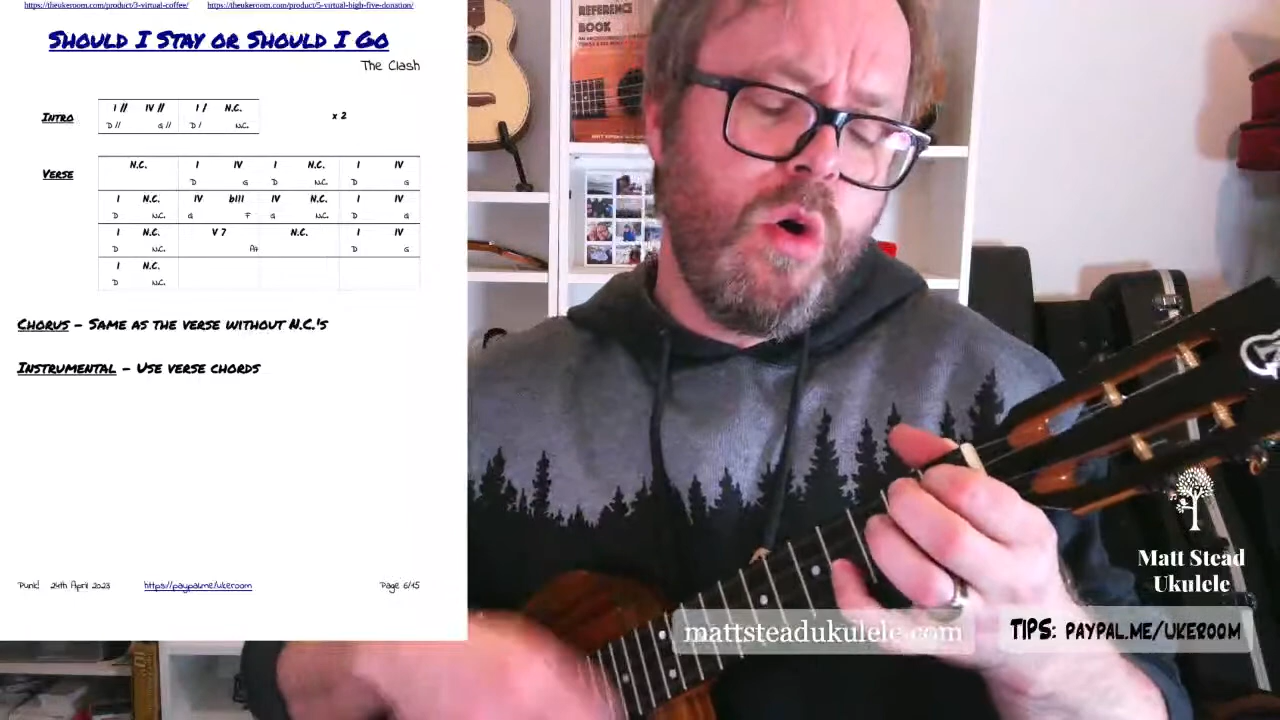 https://theukeroom.com/product/3-virtual-coffee/ https://theukeroom.com/product/5-virtual-high-five-donation/
Should I Stay or Should I Go
The Clash
Intro
I // IV // I / N.C.
D // G // D / N.C.
x 2
Verse
N.C. I IV I N.C. I IV
D G D N.C. D G
I N.C. IV bIII IV N.C. I IV
D N.C. G F G N.C. D G
I N.C. V 7 N.C. I IV
D N.C. A7 D G
I N.C.
D N.C.
Chorus – Same as the verse without N.C.'s
Instrumental – Use verse chords
Punk! 24th April 2023 https://paypal.me/ukeroom Page 6/15
REFERENCE
BOOK
Matt Stead
Ukulele
mattsteadukulele.com
TIPS: PAYPAL.ME/UKEROOM